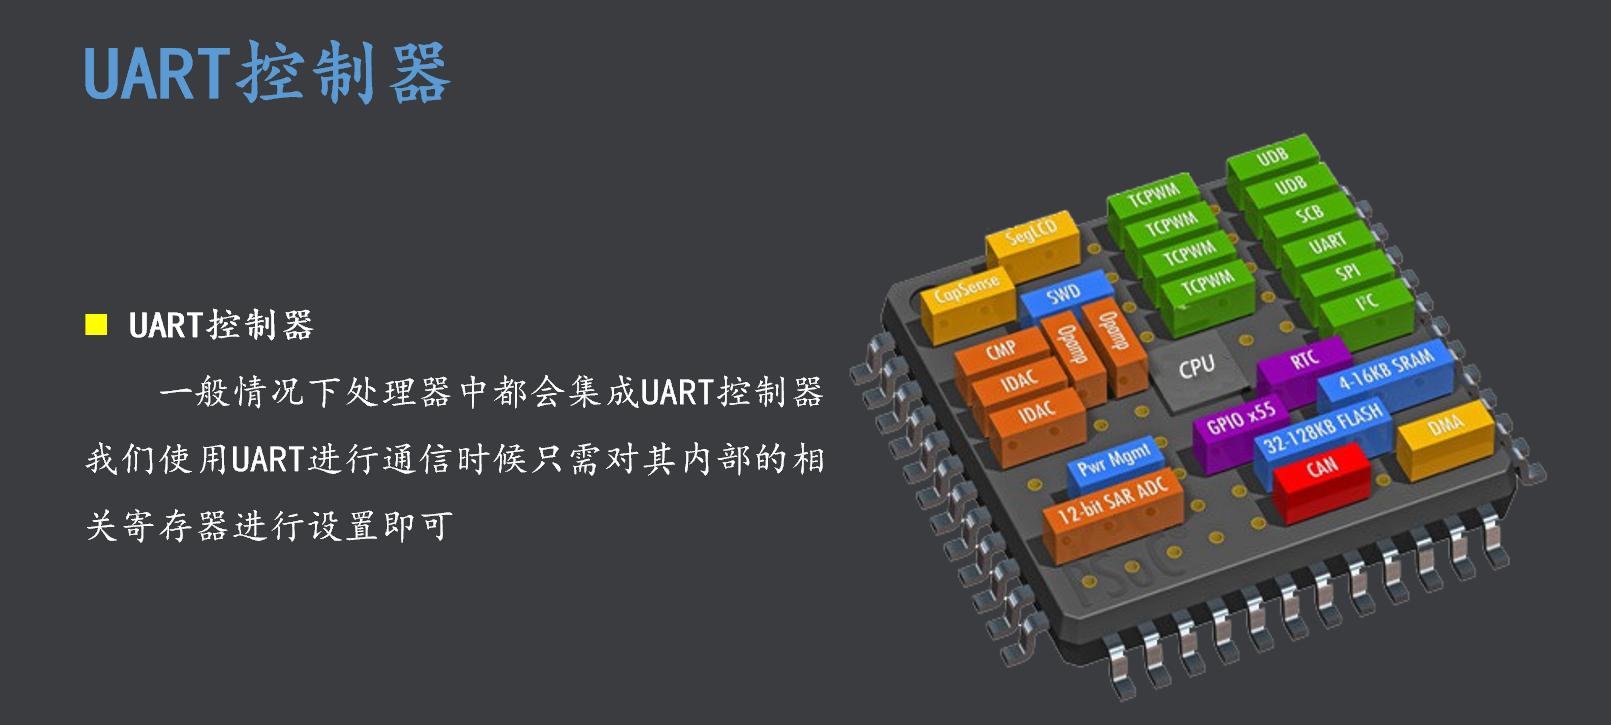 UART控制器
UART控制器
一般情况下处理器中都会集成UART控制器
我们使用UART进行通信时候只需对其内部的相
关寄存器进行设置即可
UDB
UDB
SCB
UART
SPI
I²C
TCPWM
TCPWM
TCPWM
TCPWM
SegLCD
CapSense
SWD
Opamp
Opamp
CMP
IDAC
IDAC
CPU
RTC
4-16KB SRAM
GPIO x55
32-128KB FLASH
DMA
CAN
Pwr Mgmt
12-bit SAR ADC
PSoC